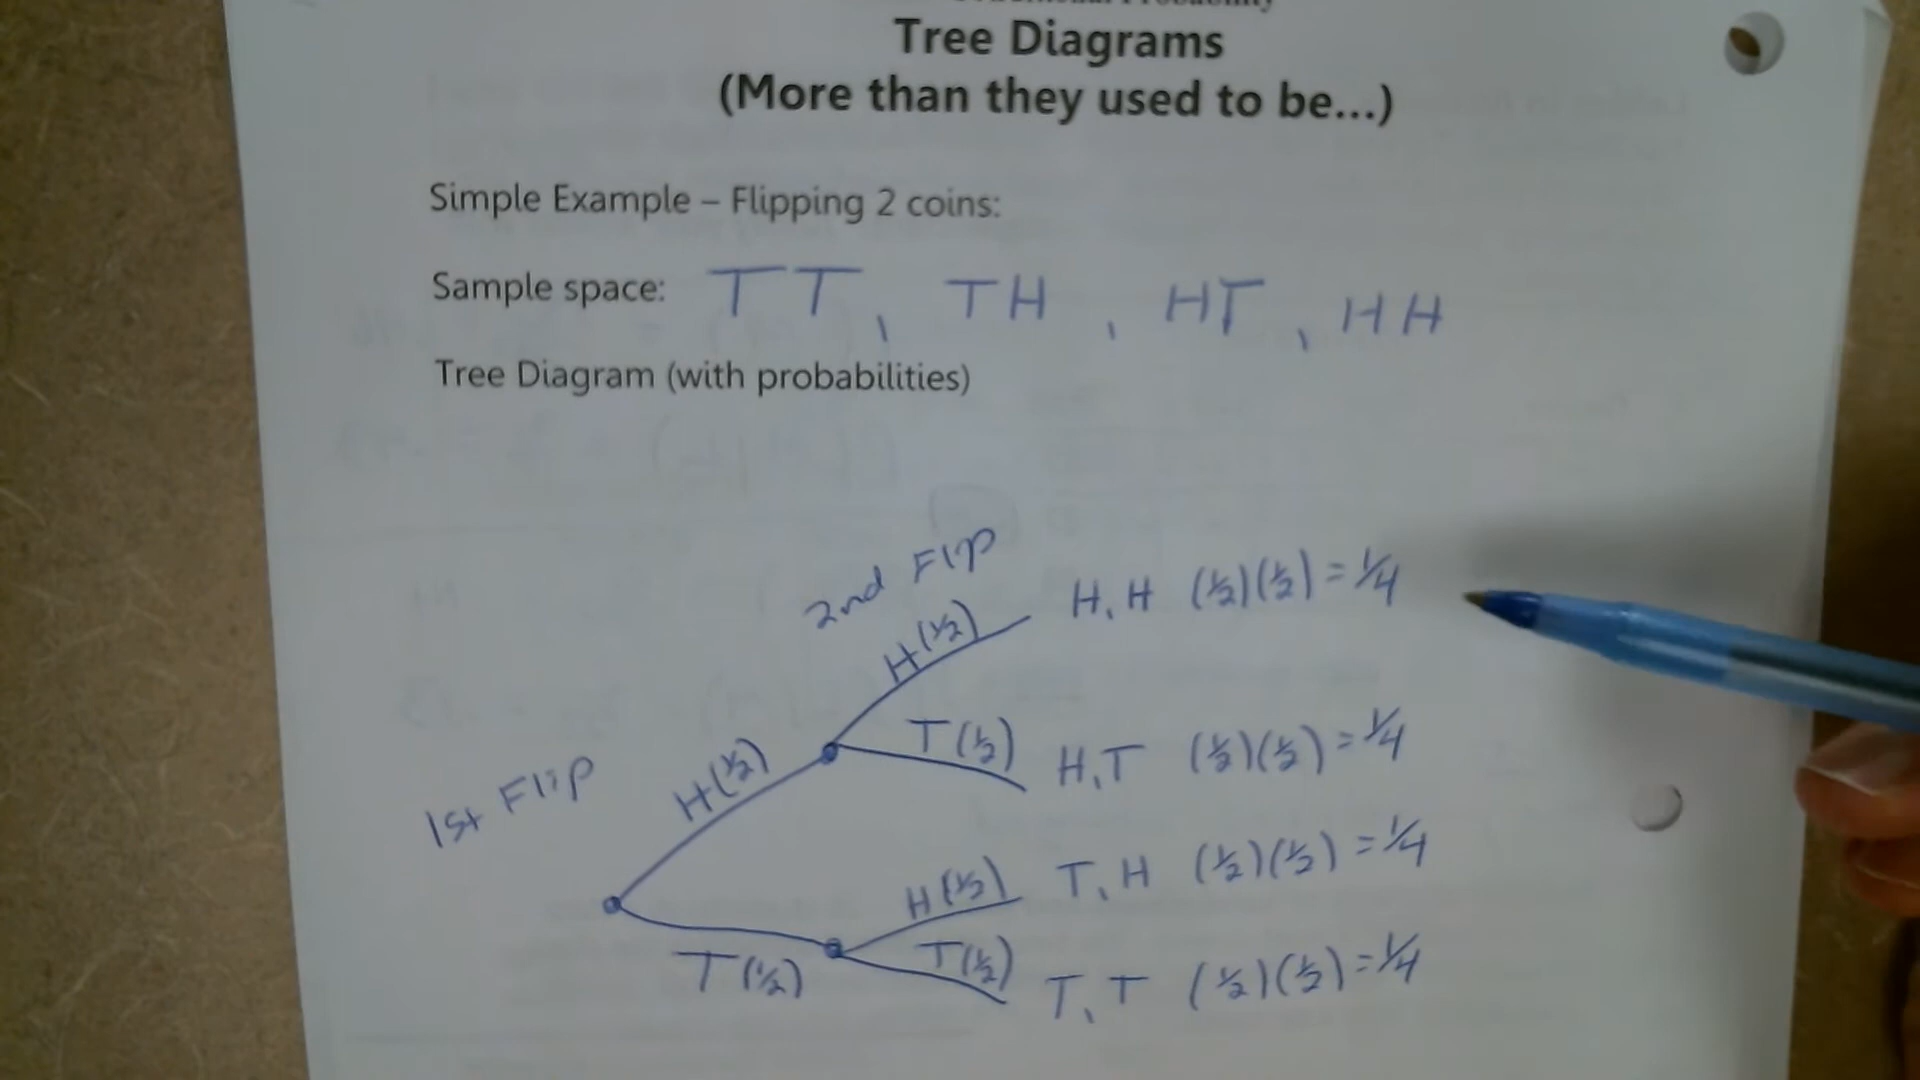 Probability
Tree Diagrams
(More than they used to be...)
Simple Example – Flipping 2 coins:
Sample space: TT, TH, HT, HH
Tree Diagram (with probabilities)
2nd Flip
H(1/2) H,H (1/2)(1/2) = 1/4
1st Flip H(1/2) T(1/2) H,T (1/2)(1/2) = 1/4
H(1/2) T,H (1/2)(1/2) = 1/4
T(1/2) T(1/2) T,T (1/2)(1/2) = 1/4